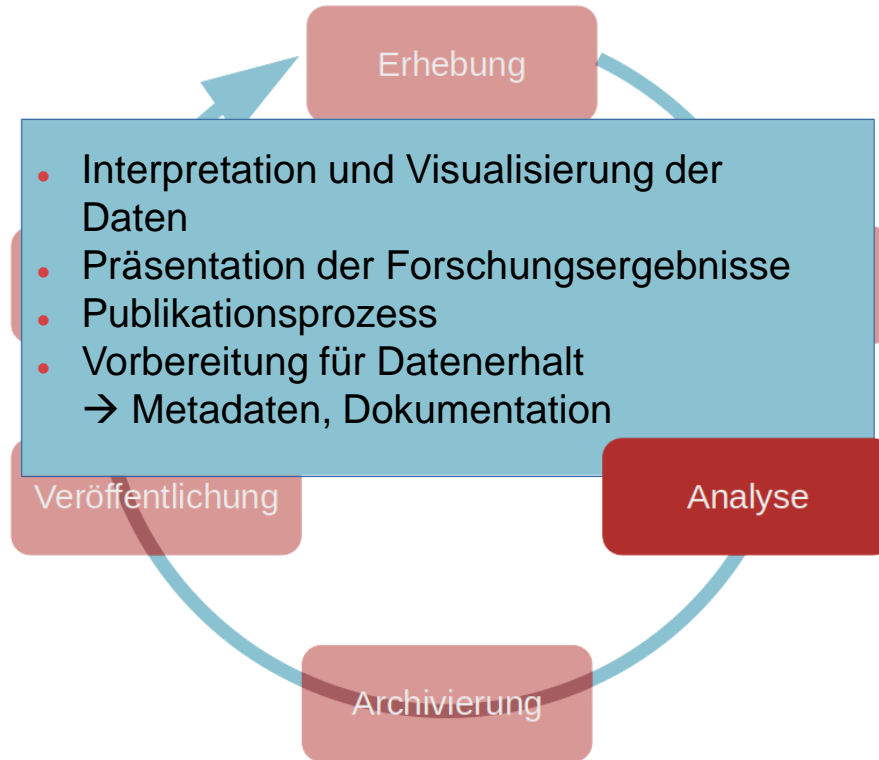 Erhebung
• Interpretation und Visualisierung der
Daten
• Präsentation der Forschungsergebnisse
• Publikationsprozess
• Vorbereitung für Datenerhalt
→ Metadaten, Dokumentation
Veröffentlichung
Analyse
Archivierung